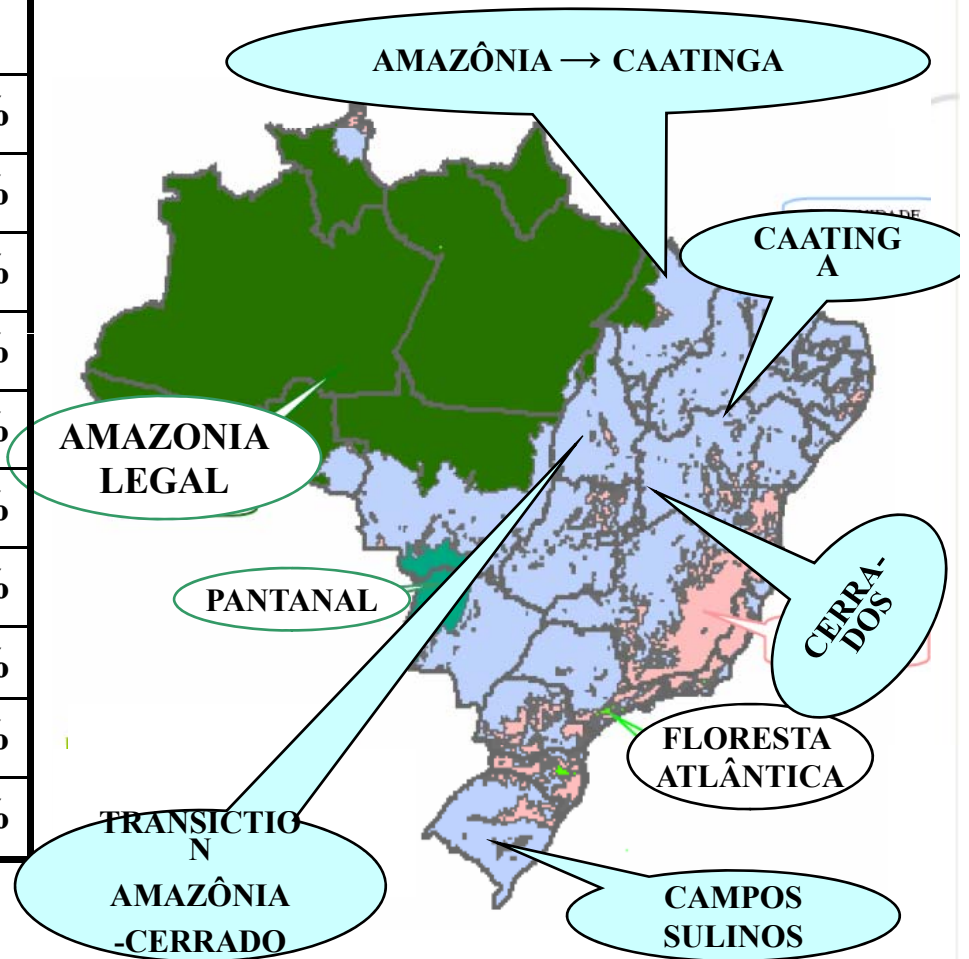 AMAZÔNIA → CAATINGA
CAATING
A
AMAZONIA
LEGAL
CERRA-
DOS
PANTANAL
FLORESTA
ATLÂNTICA
TRANSICTIO
N
AMAZÔNIA
-CERRADO
CAMPOS
SULINOS
%
%
%
%
%
%
%
%
%
%